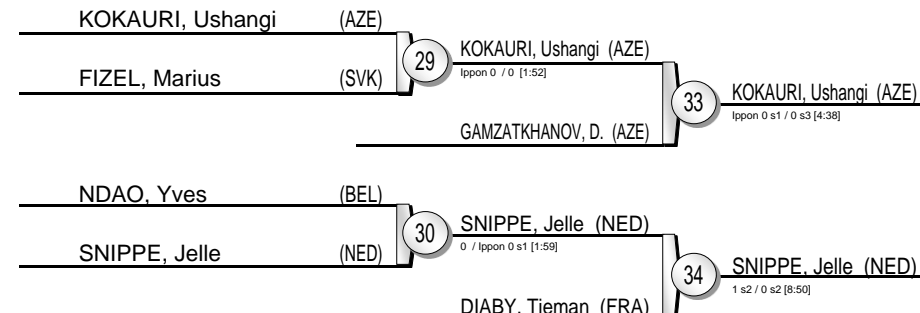 KOKAURI, Ushangi (AZE)
FIZEL, Marius (SVK)
29
KOKAURI, Ushangi (AZE)
Ippon 0 / 0 [1:52]
GAMZATKHANOV, D. (AZE)
33
KOKAURI, Ushangi (AZE)
Ippon 0 s1 / 0 s3 [4:38]
NDAO, Yves (BEL)
SNIPPE, Jelle (NED)
30
SNIPPE, Jelle (NED)
0 / Ippon 0 s1 [1:59]
DIABY, Tieman (FRA)
34
SNIPPE, Jelle (NED)
1 s2 / 0 s2 [8:50]